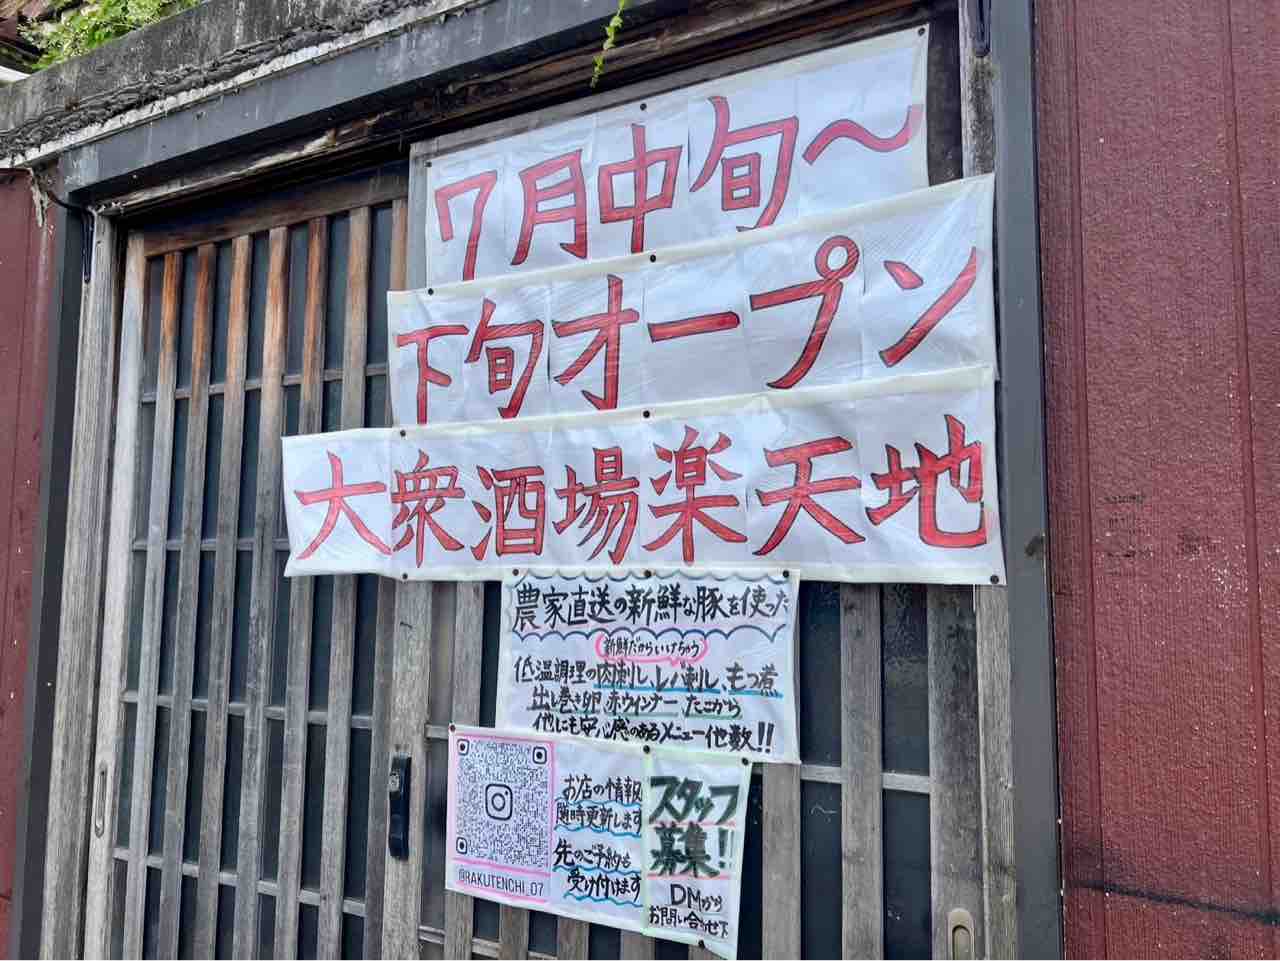 7月中旬～
下旬オープン
大衆酒場楽天地
農家直送の新鮮な豚を使った
新鮮だからいけちゃう
低温調理の肉刺し、レバ刺し、もつ煮
出し巻き卵、赤ウィンナー、たこから
他にも安心感のあるメニュー他数!!
お店の情報
随時更新します
先のご予約も
受け付けます
@RAKUTENCHI_07
スタッフ
募集!!
DMから
お問い合わせ下